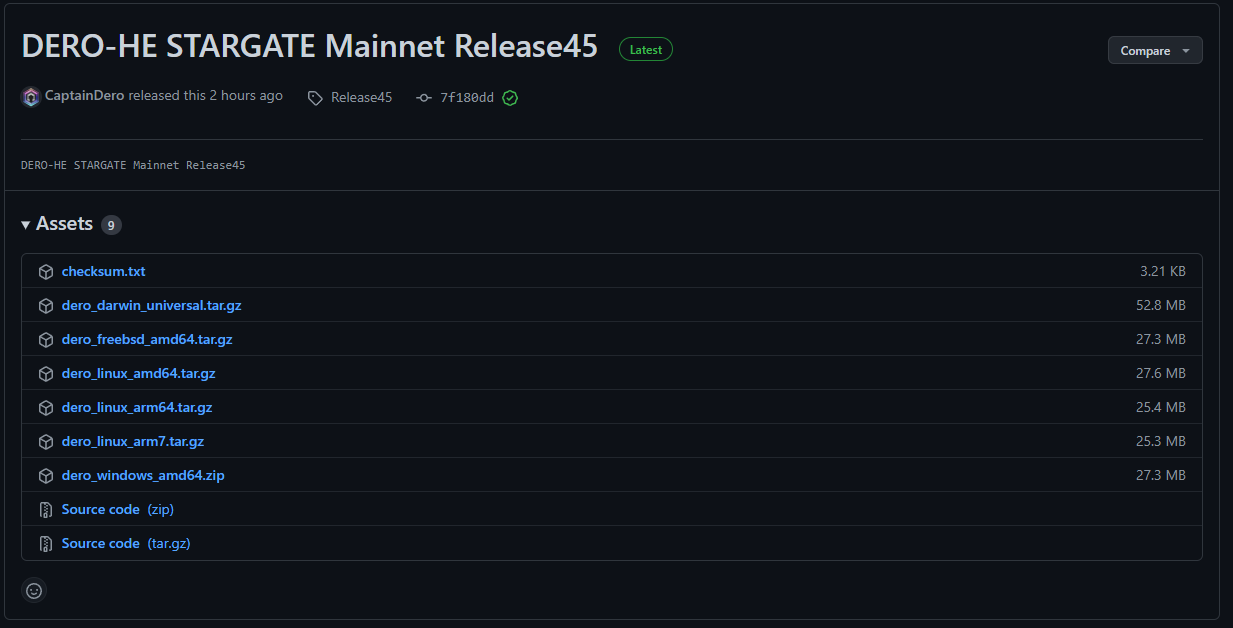 DERO-HE STARGATE Mainnet Release45 Latest
Compare
CaptainDero released this 2 hours ago Release45 7f180dd
DERO-HE STARGATE Mainnet Release45
Assets 9
checksum.txt 3.21 KB
dero_darwin_universal.tar.gz 52.8 MB
dero_freebsd_amd64.tar.gz 27.3 MB
dero_linux_amd64.tar.gz 27.6 MB
dero_linux_arm64.tar.gz 25.4 MB
dero_linux_arm7.tar.gz 25.3 MB
dero_windows_amd64.zip 27.3 MB
Source code (zip)
Source code (tar.gz)